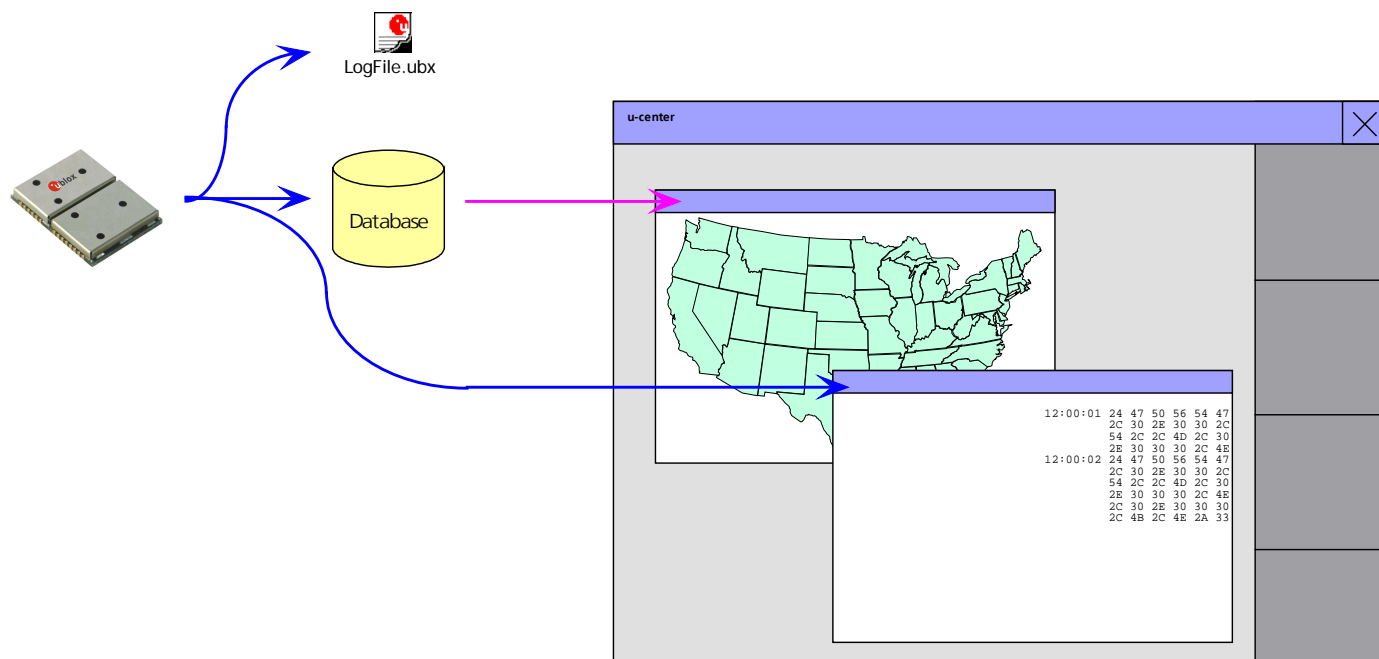 LogFile.ubx
u-center
ublox
Database
12:00:01 24 47 50 56 54 47
2C 30 2E 30 30 2C
54 2C 2C 4D 2C 30
2E 30 30 30 2C 4E
12:00:02 24 47 50 56 54 47
2C 30 2E 30 30 2C
54 2C 2C 4D 2C 30
2E 30 30 30 2C 4E
2C 30 2E 30 30 30
2C 4B 2C 4E 2A 33